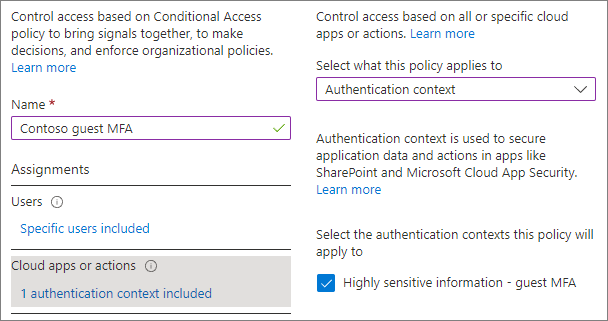 Control access based on Conditional Access
policy to bring signals together, to make
decisions, and enforce organizational policies.
Learn more
Name *
Contoso guest MFA
Assignments
Users
Specific users included
Cloud apps or actions
1 authentication context included
Control access based on all or specific cloud
apps or actions. Learn more
Select what this policy applies to
Authentication context
Authentication context is used to secure
application data and actions in apps like
SharePoint and Microsoft Cloud App Security.
Learn more
Select the authentication contexts this policy will
apply to
Highly sensitive information - guest MFA